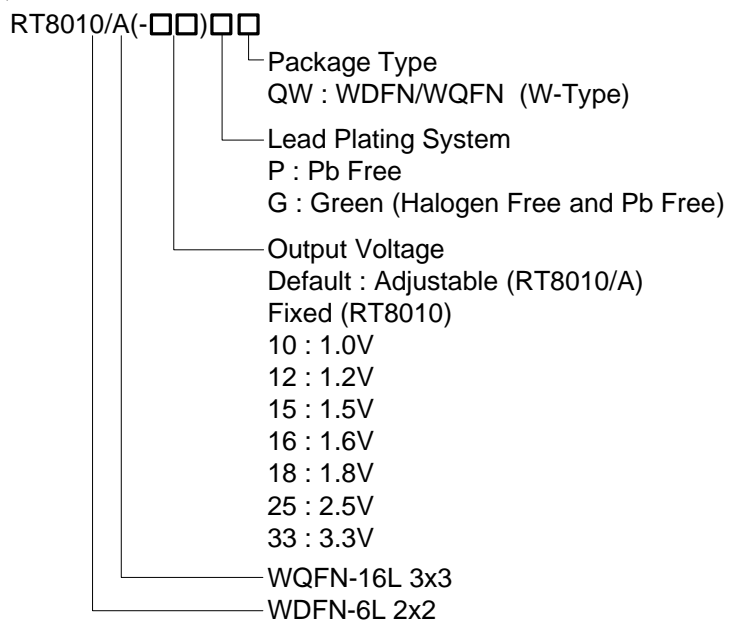 RT8010/A(-□□)□□
Package Type
QW : WDFN/WQFN (W-Type)
Lead Plating System
P : Pb Free
G : Green (Halogen Free and Pb Free)
Output Voltage
Default : Adjustable (RT8010/A)
Fixed (RT8010)
10 : 1.0V
12 : 1.2V
15 : 1.5V
16 : 1.6V
18 : 1.8V
25 : 2.5V
33 : 3.3V
WQFN-16L 3x3
WDFN-6L 2x2